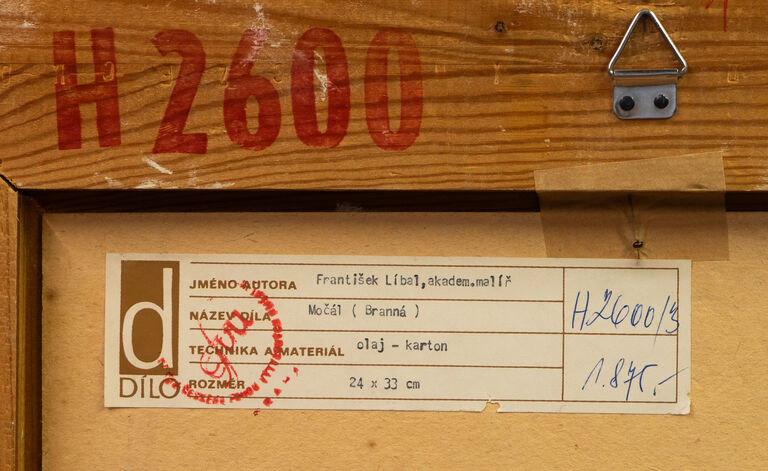 H 2600
d
DÍLO
JMÉNO AUTORA František Líbal,akadem.malíř
NÁZEV DÍLA Močál ( Branná )
TECHNIKA A MATERIÁL olaj - karton
ROZMĚR 24 x 33 cm
H2600/3
1.875,-